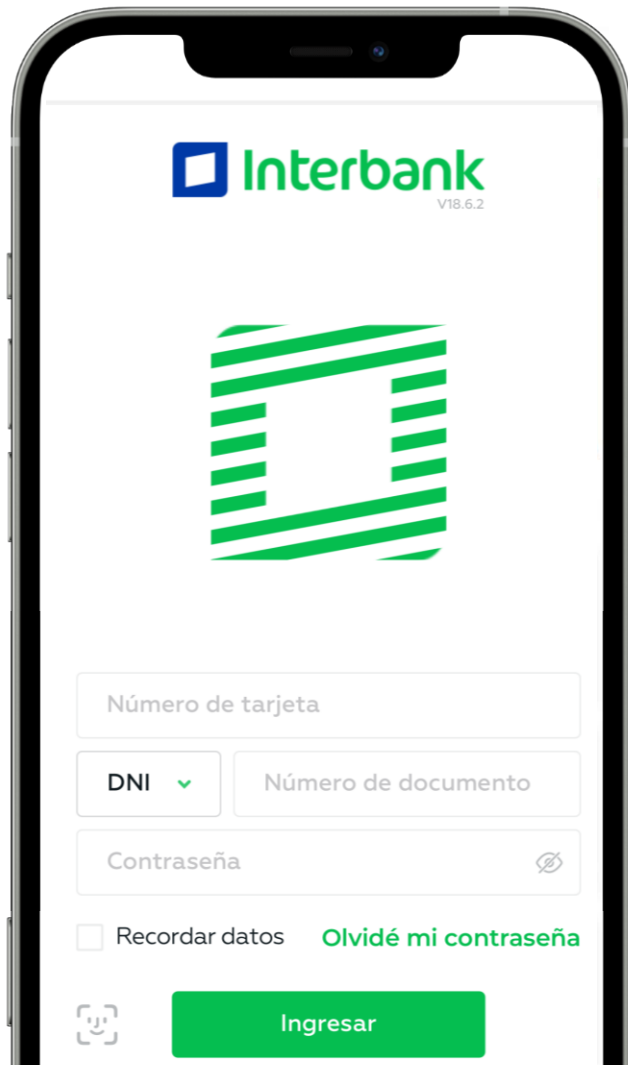 Interbank
V18.6.2
Número de tarjeta
DNI Número de documento
Contraseña
Recordar datos Olvidé mi contraseña
Ingresar